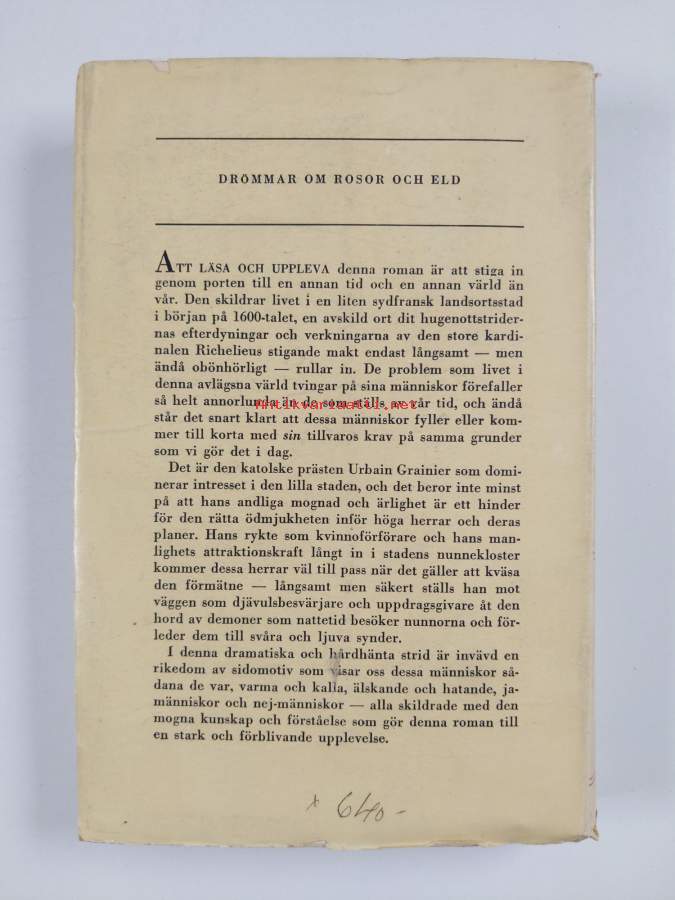 DRÖMMAR OM ROSOR OCH ELD
ATT LÄSA OCH UPPLEVA denna roman är att stiga in
genom porten till en annan tid och en annan värld än
vår. Den skildrar livet i en liten sydfransk landsortsstad
i början på 1600-talet, en avskild ort dit hugenottstrider-
nas efterdyningar och verkningarna av den store kardi-
nalen Richelieus stigande makt endast långsamt — men
ändå obönhörligt — rullar in. De problem som livet i
denna avlägsna värld tvingar på sina människor förefaller
så helt annorlunda än de som ställs av vår tid, och ändå
Antikvariaatti.net
står det snart klart att dessa människor fyller eller kom-
mer till korta med sin tillvaros krav på samma grunder
som vi gör det i dag.
Det är den katolske prästen Urbain Grainier som domi-
nerar intresset i den lilla staden, och det beror inte minst
på att hans andliga mognad och ärlighet är ett hinder
för den rätta ödmjukheten inför höga herrar och deras
planer. Hans rykte som kvinnoförförare och hans man-
lighets attraktionskraft långt in i stadens nunnekloster
kommer dessa herrar väl till pass när det gäller att kväsa
den förmätne — långsamt men säkert ställs han mot
väggen som djävulsbesvärjare och uppdragsgivare åt den
hord av demoner som nattetid besöker nunnorna och för-
leder dem till svåra och ljuva synder.
I denna dramatiska och hårdhänta strid är invävd en
rikedom av sidomotiv som visar oss dessa människor så-
dana de var, varma och kalla, älskande och hatande, ja-
människor och nej-människor — alla skildrade med den
mogna kunskap och förståelse som gör denna roman till
en stark och förblivande upplevelse.
x 640-